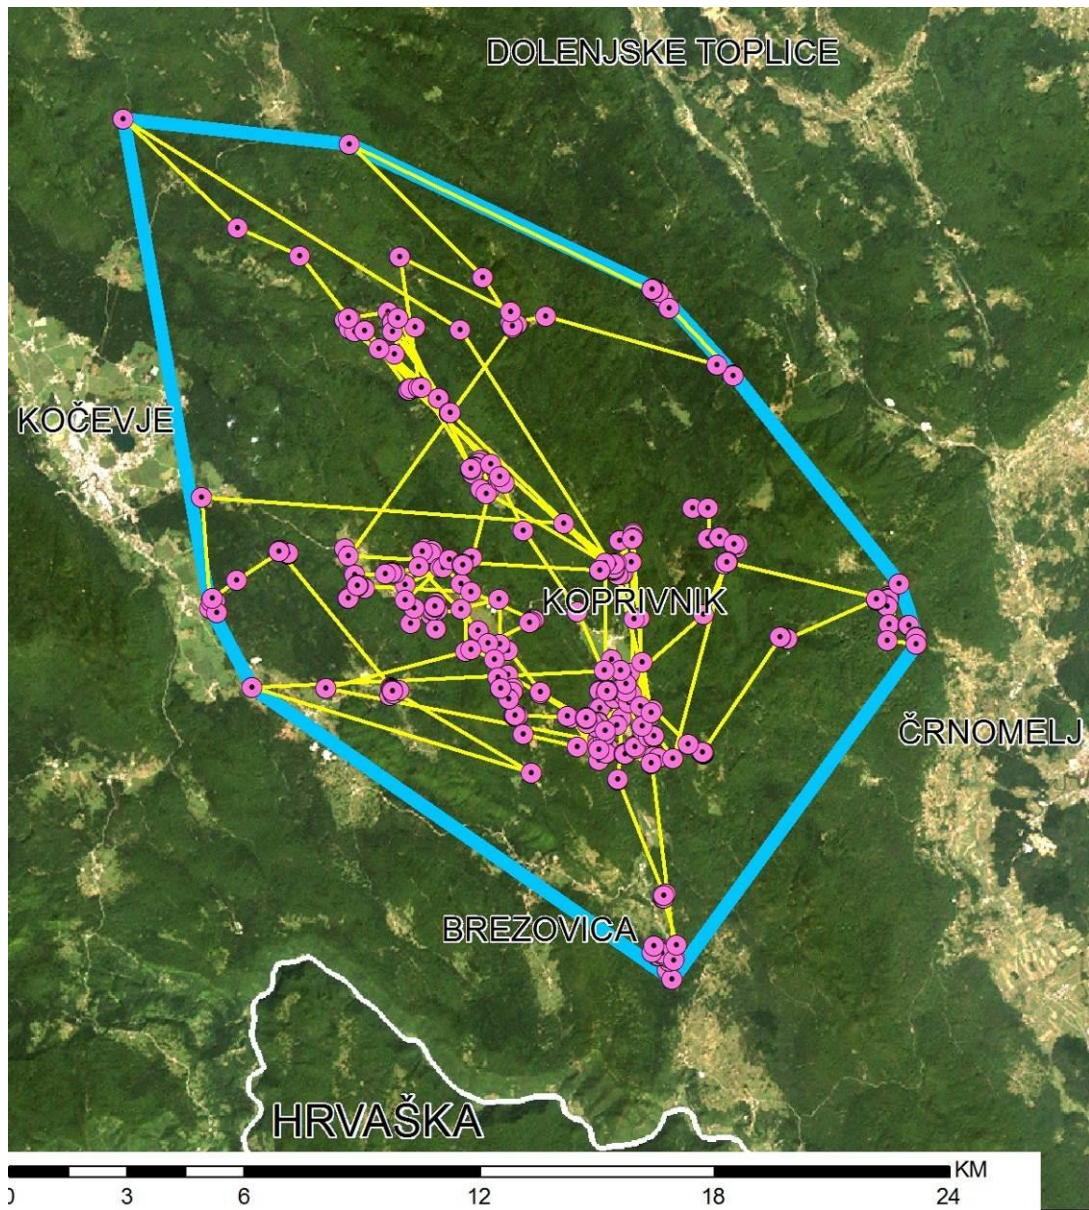 DOLENJSKE TOPLICE
KOČEVJE
KOPRIVNIK
ČRNOMELJ
BREZOVICA
HRVAŠKA
KM
0 3 6 12 18 24